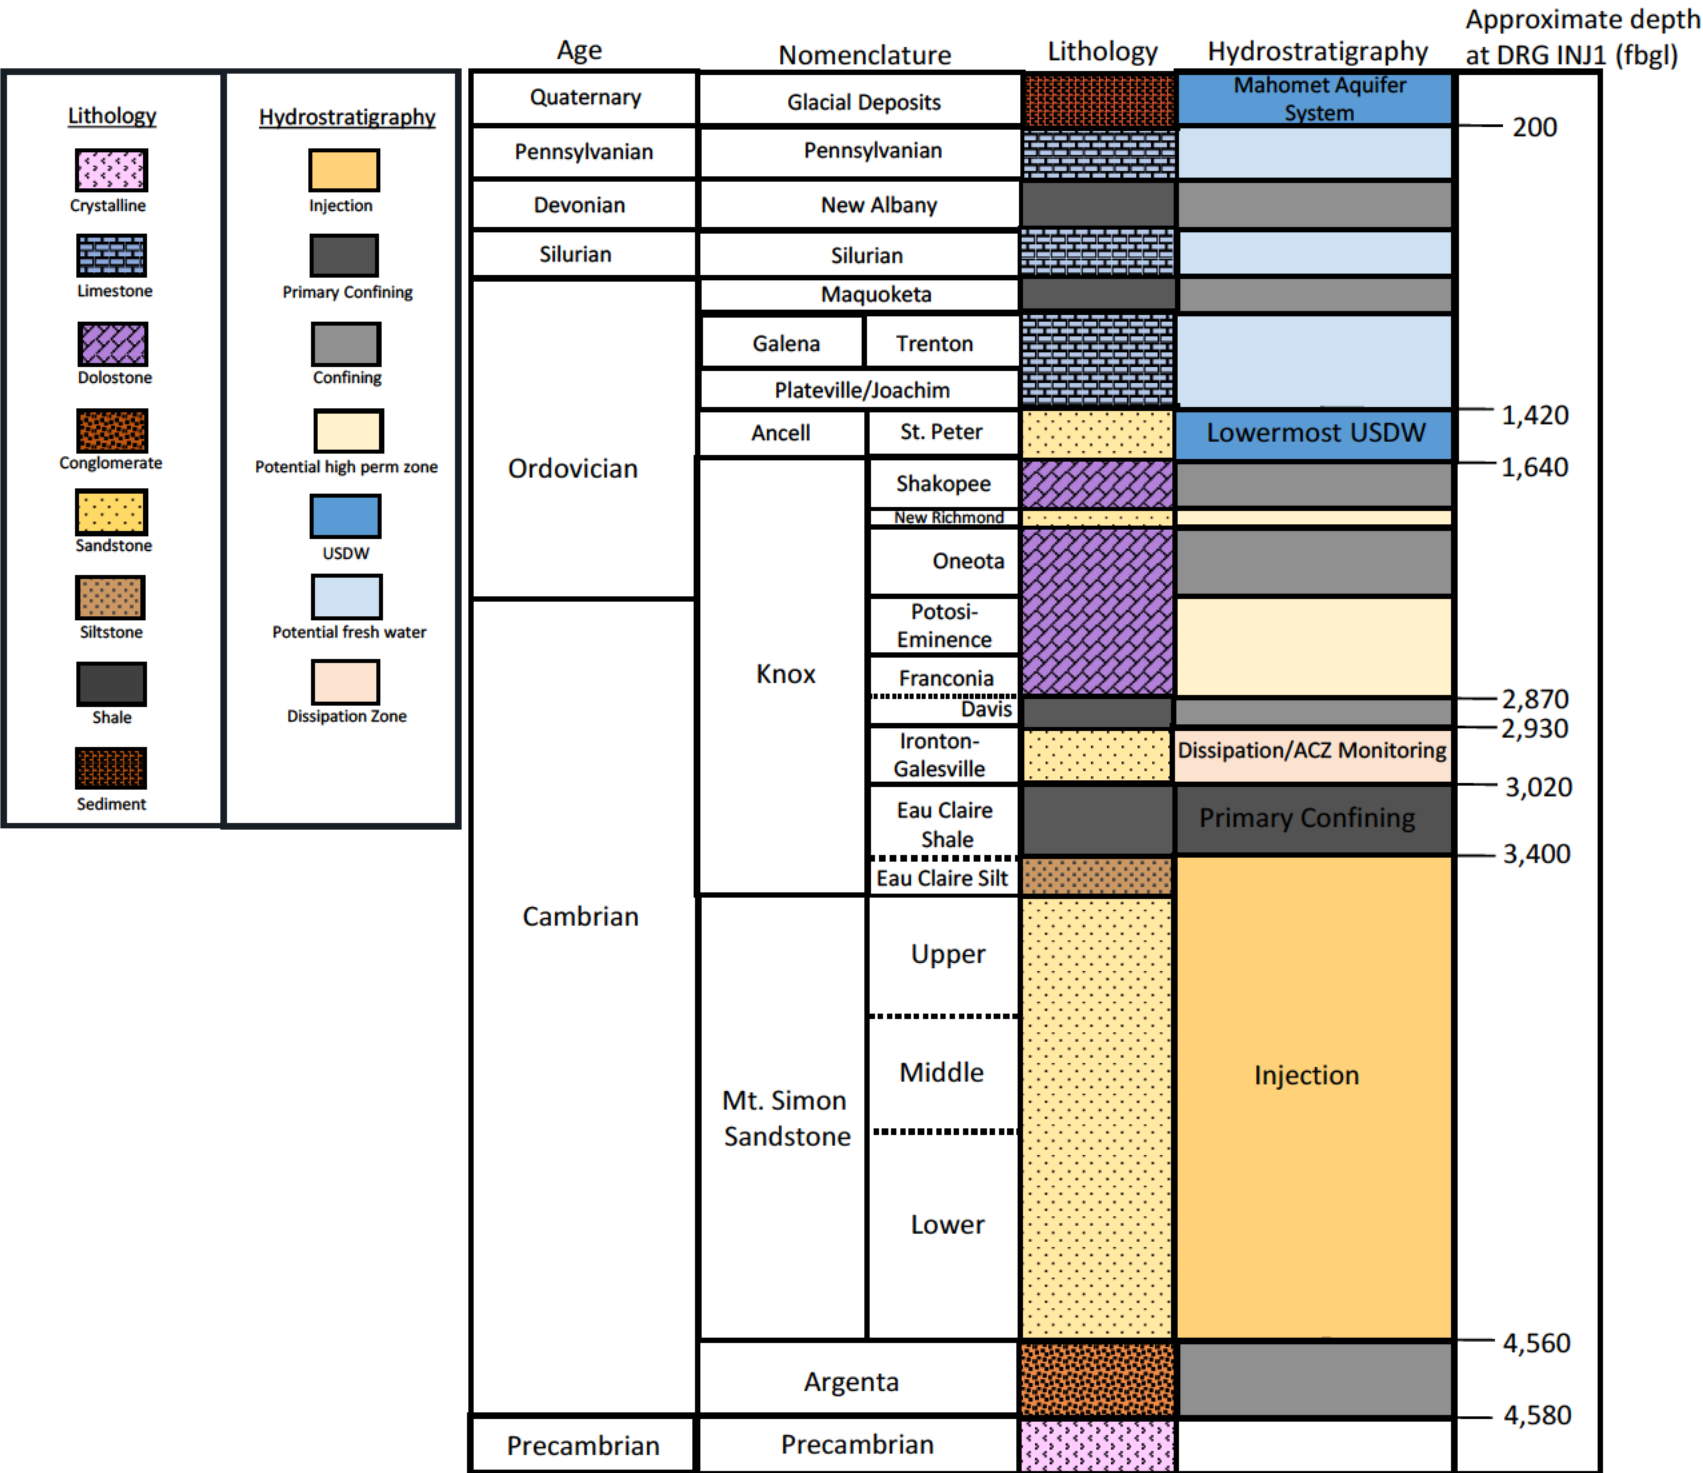 Approximate depth
at DRG INJ1 (fbgl)
Age
Nomenclature
Lithology
Hydrostratigraphy
Lithology
Crystalline
Limestone
Dolostone
Conglomerate
Sandstone
Siltstone
Shale
Sediment
Hydrostratigraphy
Injection
Primary Confining
Confining
Potential high perm zone
USDW
Potential fresh water
Dissipation Zone
Quaternary
Glacial Deposits
Mahomet Aquifer
System
200
Pennsylvanian
Pennsylvanian
Devonian
New Albany
Silurian
Silurian
Ordovician
Maquoketa
Galena
Trenton
Plateville/Joachim
1,420
Ancell
St. Peter
Lowermost USDW
1,640
Knox
Shakopee
New Richmond
Oneota
Cambrian
Potosi-
Eminence
Franconia
2,870
Davis
2,930
Ironton-
Galesville
Dissipation/ACZ Monitoring
3,020
Eau Claire
Shale
Primary Confining
3,400
Eau Claire Silt
Mt. Simon
Sandstone
Upper
Middle
Lower
Injection
4,560
Argenta
4,580
Precambrian
Precambrian